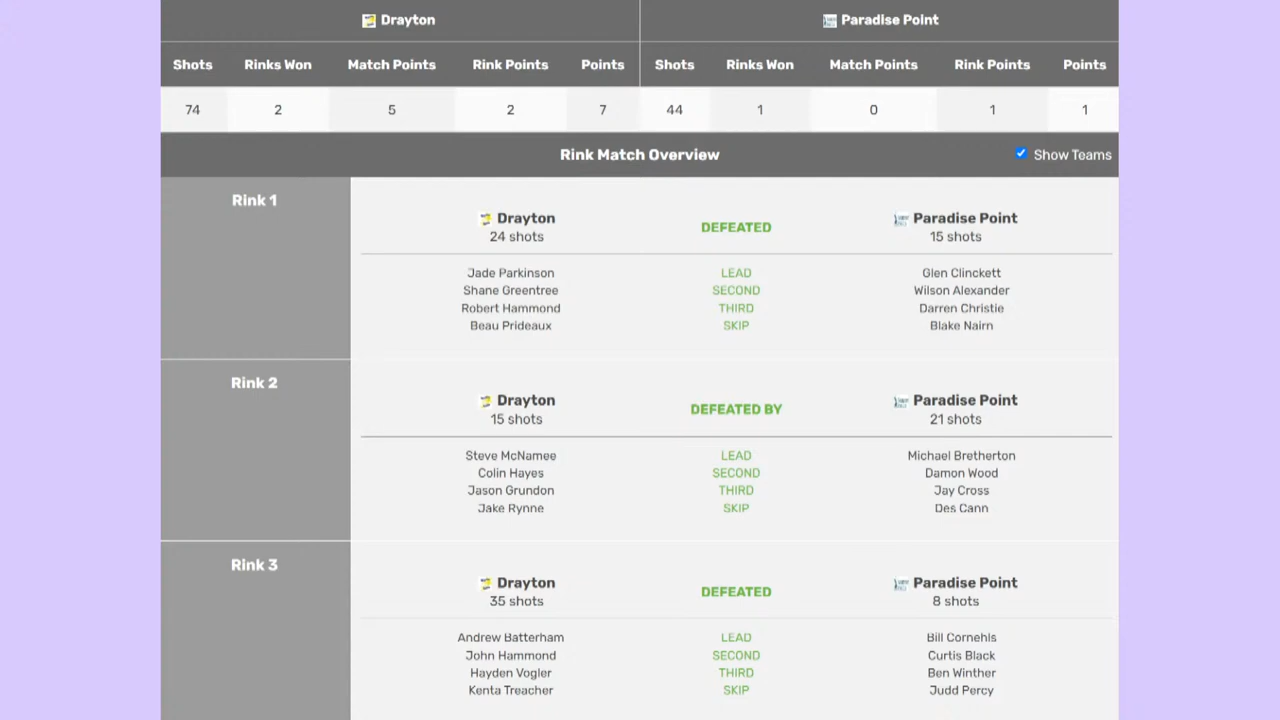 Drayton Paradise Point
Shots Rinks Won Match Points Rink Points Points Shots Rinks Won Match Points Rink Points Points
74 2 5 2 7 44 1 0 1 1
Rink Match Overview Show Teams
Rink 1
Drayton DEFEATED Paradise Point
24 shots 15 shots
Jade Parkinson LEAD Glen Clinckett
Shane Greentree SECOND Wilson Alexander
Robert Hammond THIRD Darren Christie
Beau Prideaux SKIP Blake Nairn
Rink 2
Drayton DEFEATED BY Paradise Point
15 shots 21 shots
Steve McNamee LEAD Michael Bretherton
Colin Hayes SECOND Damon Wood
Jason Grundon THIRD Jay Cross
Jake Rynne SKIP Des Cann
Rink 3
Drayton DEFEATED Paradise Point
35 shots 8 shots
Andrew Batterham LEAD Bill Cornehls
John Hammond SECOND Curtis Black
Hayden Vogler THIRD Ben Winther
Kenta Treacher SKIP Judd Percy